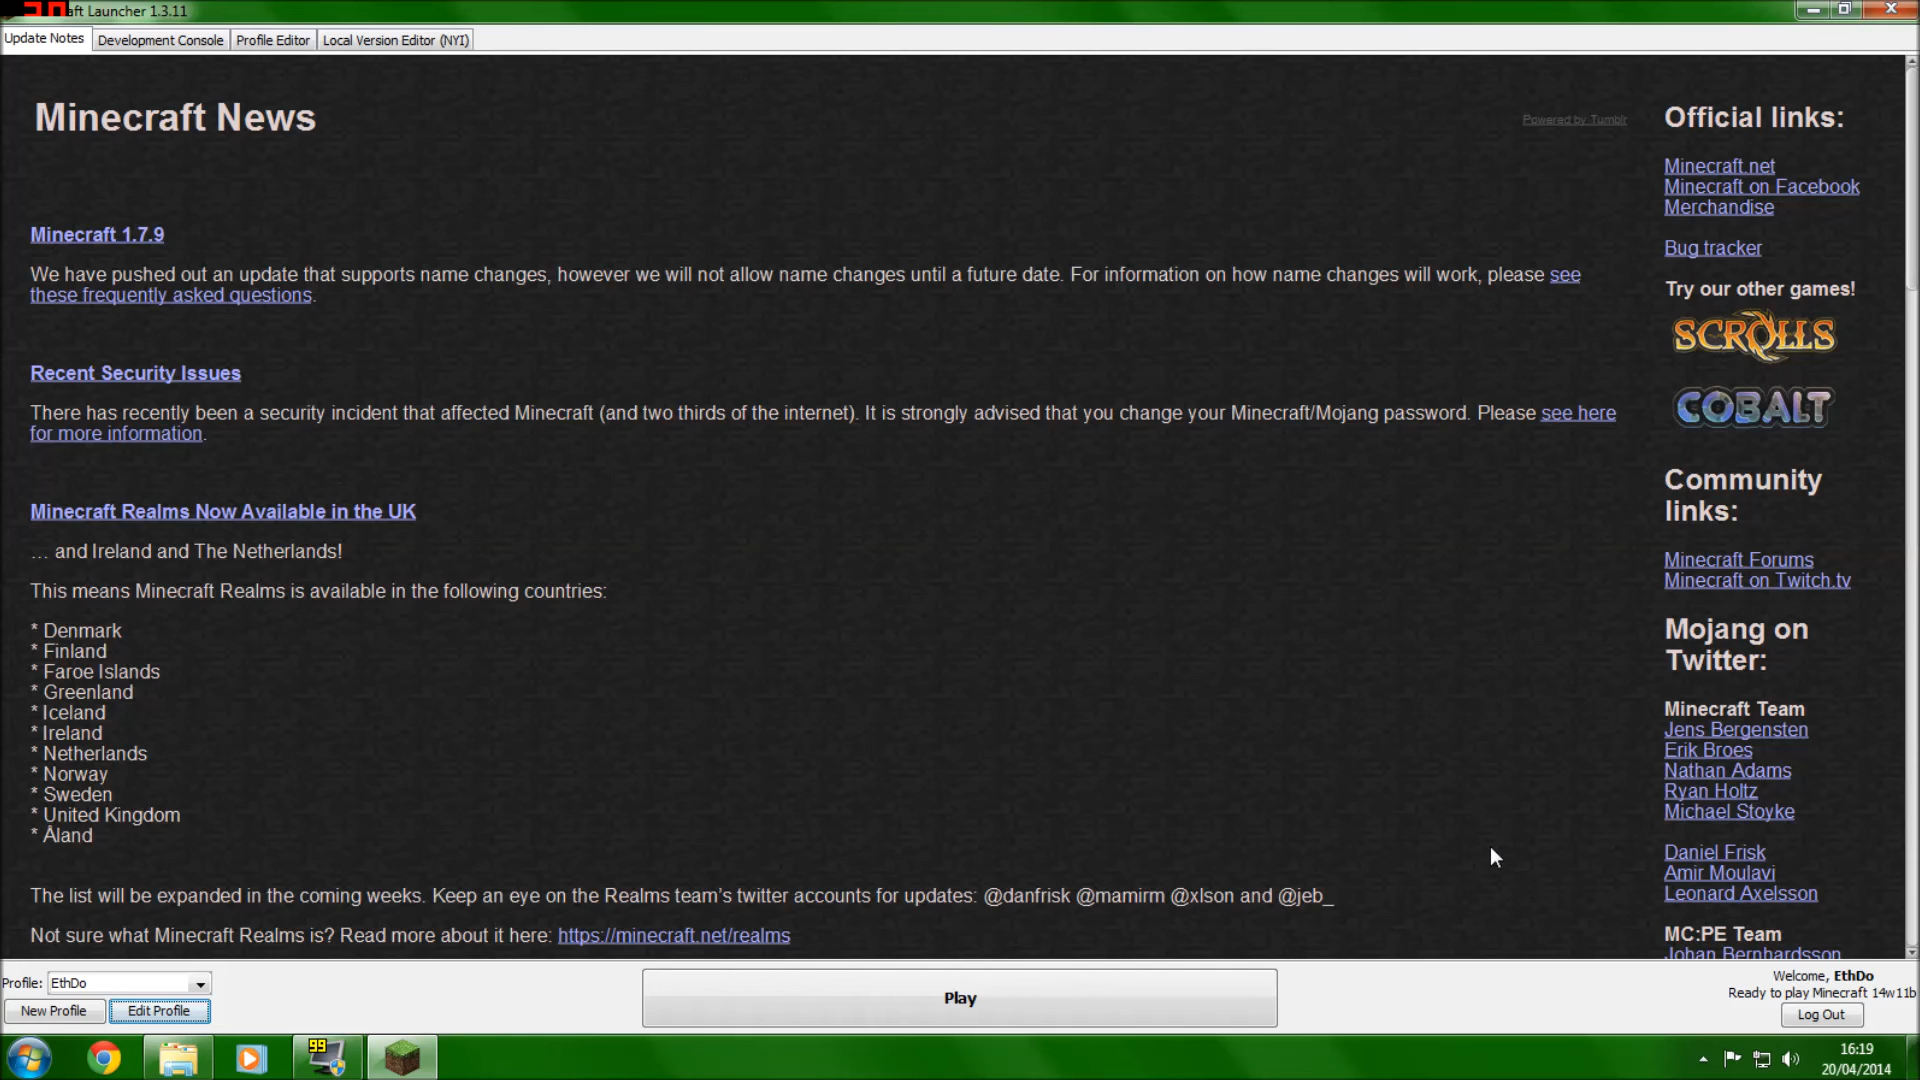 30
aft Launcher 1.3.11
Update Notes
Development Console
Profile Editor
Local Version Editor (NYI)
Minecraft News
Powered by Tumblr
Minecraft 1.7.9
We have pushed out an update that supports name changes, however we will not allow name changes until a future date. For information on how name changes will work, please see
these frequently asked questions.
Recent Security Issues
There has recently been a security incident that affected Minecraft (and two thirds of the internet). It is strongly advised that you change your Minecraft/Mojang password. Please see here
for more information.
Minecraft Realms Now Available in the UK
… and Ireland and The Netherlands!
This means Minecraft Realms is available in the following countries:
* Denmark
* Finland
* Faroe Islands
* Greenland
* Iceland
* Ireland
* Netherlands
* Norway
* Sweden
* United Kingdom
* Åland
The list will be expanded in the coming weeks. Keep an eye on the Realms team's twitter accounts for updates: @danfrisk @mamirm @xlson and @jeb_
Not sure what Minecraft Realms is? Read more about it here: https://minecraft.net/realms
Official links:
Minecraft.net
Minecraft on Facebook
Merchandise
Bug tracker
Try our other games!
SCROLLS
COBALT
Community
links:
Minecraft Forums
Minecraft on Twitch.tv
Mojang on
Twitter:
Minecraft Team
Jens Bergensten
Erik Broes
Nathan Adams
Ryan Holtz
Michael Stoyke
Daniel Frisk
Amir Moulavi
Leonard Axelsson
MC:PE Team
Johan Bernhardsson
Profile: EthDo
New Profile
Edit Profile
Play
Welcome, EthDo
Ready to play Minecraft 14w11b
Log Out
99
16:19
20/04/2014